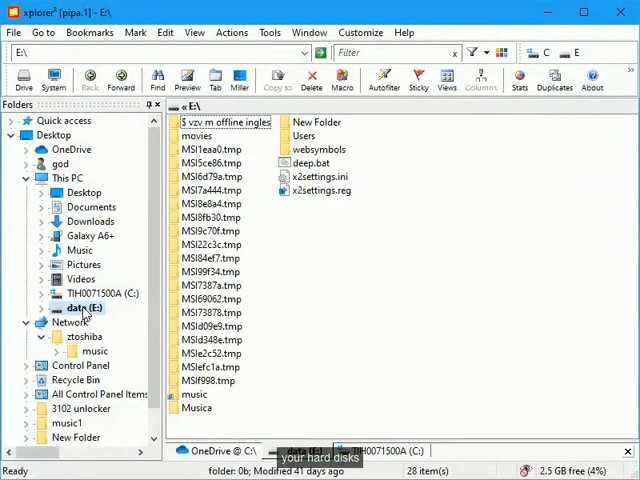 xplorer² [pipa.1] - E:\
File Go to Bookmarks Mark View Actions Tools Window Customize Help
E:\ Filter x C E
Drive System Back Forward Find Preview Tab Miller Copy to Delete Macro Autofilter Sticky Views Columns Stats Duplicates About
Folders
Quick access
Desktop
OneDrive
god
This PC
Desktop
Documents
Downloads
Galaxy A6+
Music
Pictures
Videos
TIH0071500A (C:)
data (E:)
Network
ztoshiba
music
Control Panel
Recycle Bin
All Control Panel Items
3102 unlocker
music1
New Folder
« E:\
$ vzv m offline ingles
movies
MSI1eaa0.tmp
MSI5ce86.tmp
MSI6d79a.tmp
MSI7a444.tmp
MSI8e8a4.tmp
MSI8fb30.tmp
MSI9c70f.tmp
MSI22c3c.tmp
MSI84ef7.tmp
MSI99f34.tmp
MSI7387a.tmp
MSI69062.tmp
MSI73878.tmp
MSId09e9.tmp
MSId348e.tmp
MSIe2c52.tmp
MSIefc1a.tmp
MSIf998.tmp
music
Musica
New Folder
Users
websymbols
deep.bat
x2settings.ini
x2settings.reg
OneDrive @ C:\ data (E:) TIH0071500A (C:)
your hard disks
Ready folder: 0b; Modified 41 days ago 28 item(s) 2.5 GB free (4%)